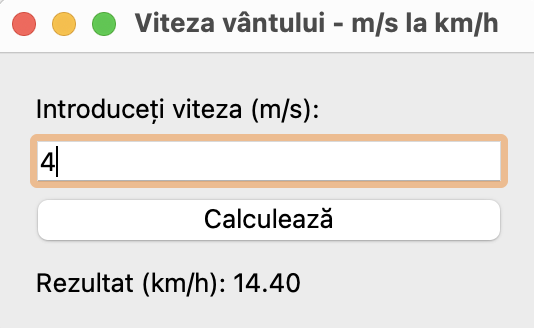 Viteza vântului - m/s la km/h
Introduceți viteza (m/s):
4
Calculează
Rezultat (km/h): 14.40